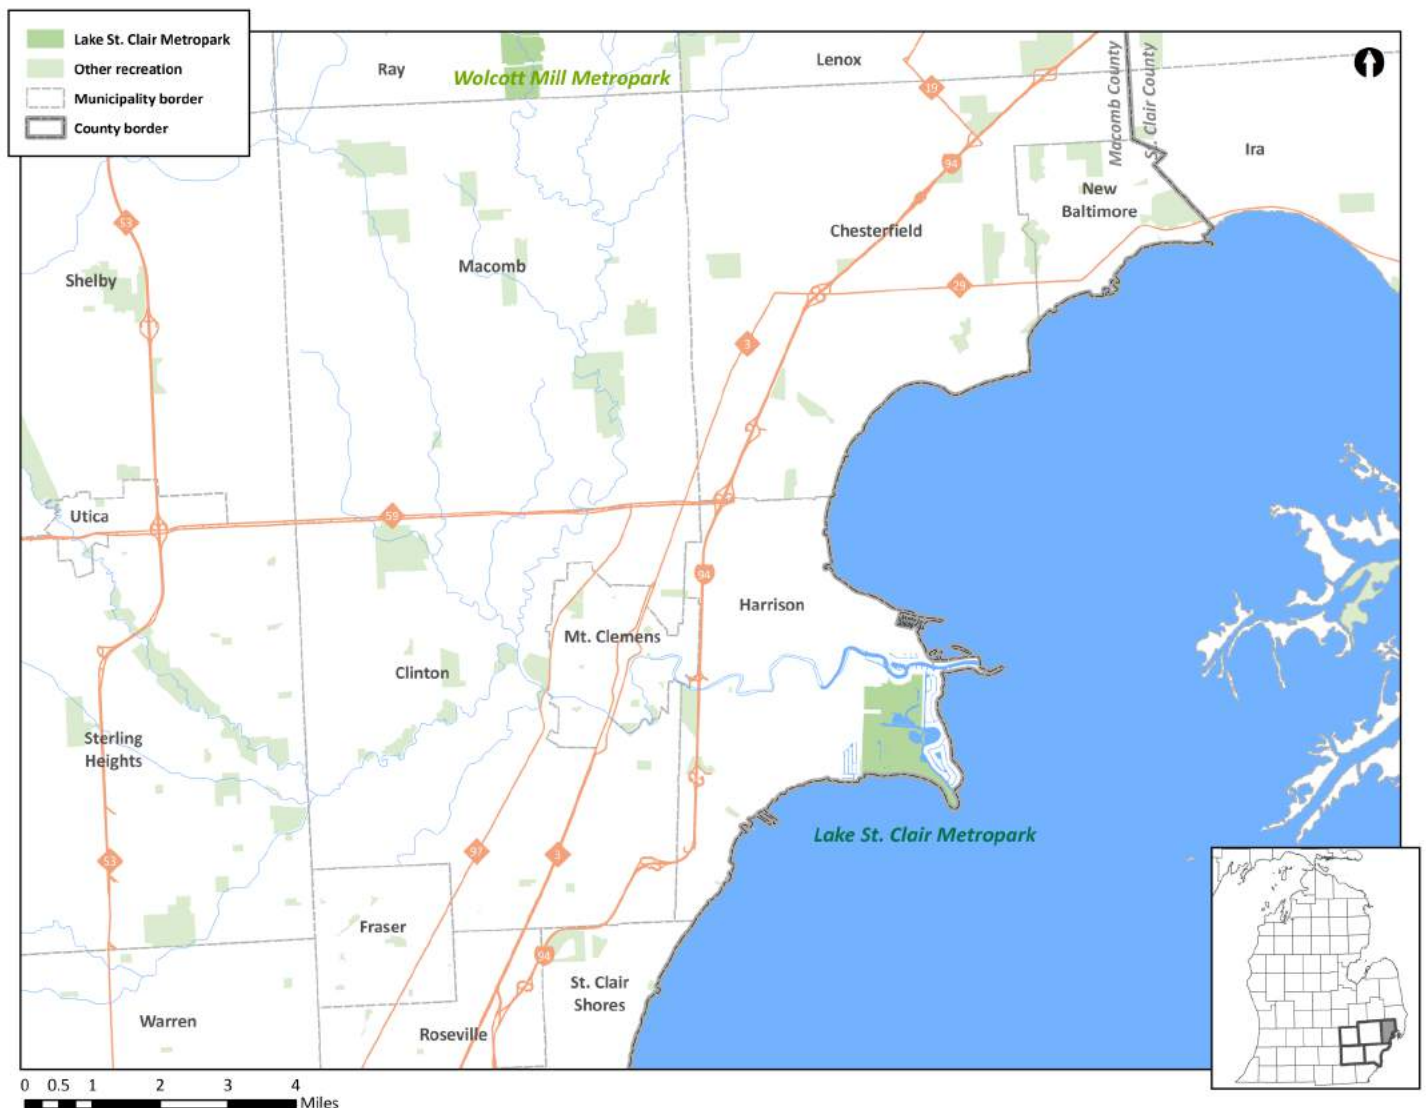 Lake St. Clair Metropark
Other recreation
Municipality border
County border
Ray
Wolcott Mill Metropark
Lenox
19
Macomb County
St. Clair County
Ira
94
New
Baltimore
53
Chesterfield
Shelby
Macomb
29
3
Utica
59
94
Harrison
Mt. Clemens
Clinton
Sterling
Heights
Lake St. Clair Metropark
53
97
3
Fraser
94
St. Clair
Shores
Warren
Roseville
0 0.5 1 2 3 4
Miles